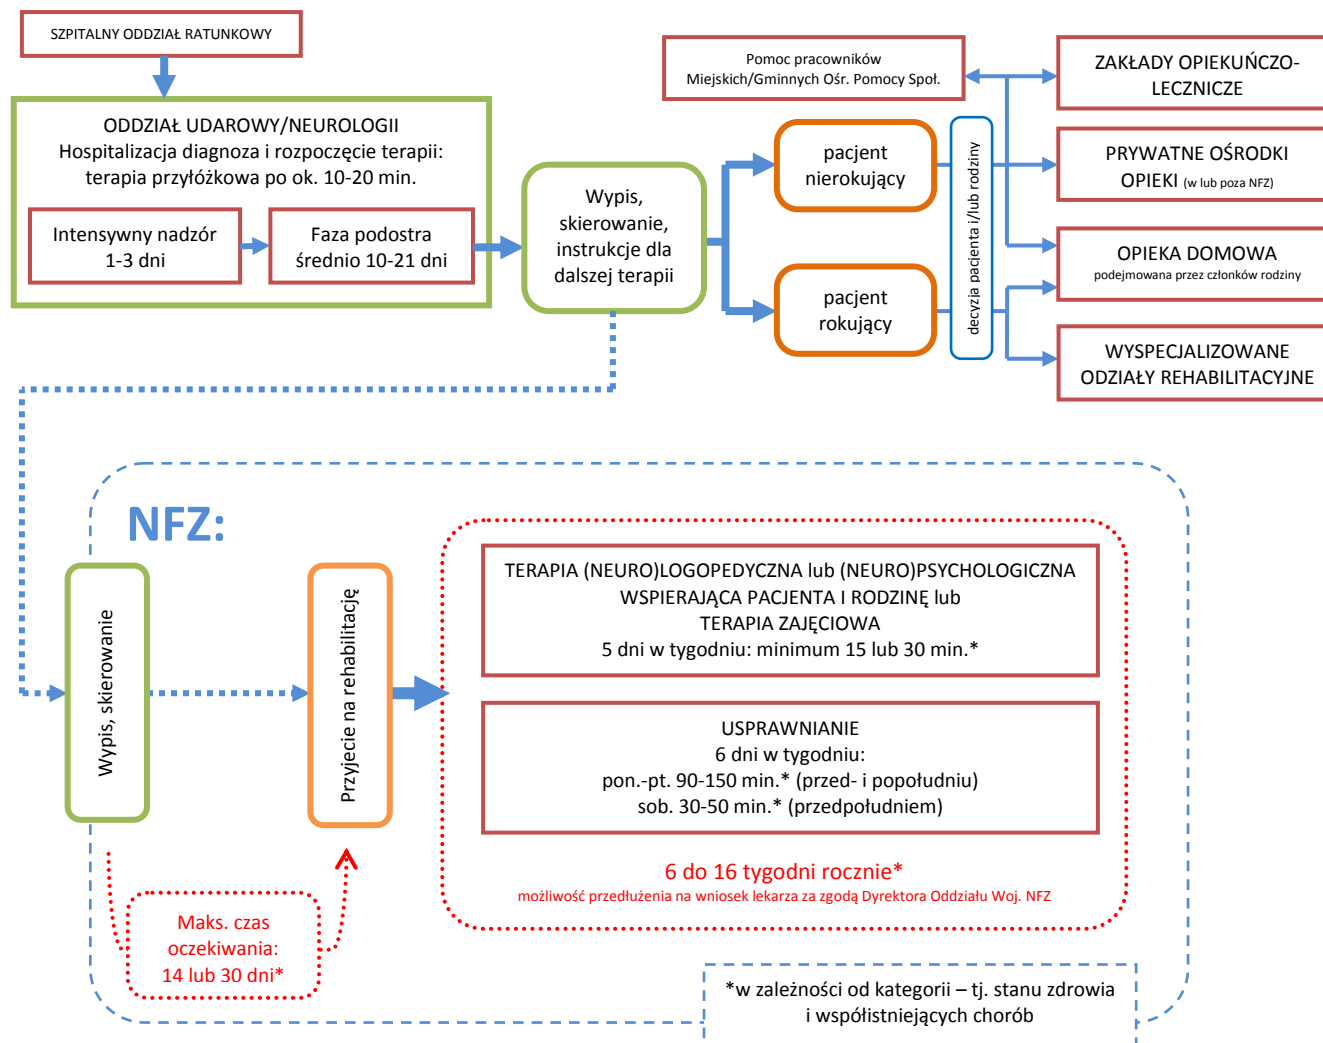 SZPITALNY ODDZIAŁ RATUNKOWY
ODDZIAŁ UDAROWY/NEUROLOGII
Hospitalizacja diagnoza i rozpoczęcie terapii:
terapia przyłóżkowa po ok. 10-20 min.
Intensywny nadzór
1-3 dni
Faza podostra
średnio 10-21 dni
Wypis,
skierowanie,
instrukcje dla
dalszej terapii
Pomoc pracowników
Miejskich/Gminnych Ośr. Pomocy Społ.
pacjent
nierokujący
pacjent
rokujący
decyzja pacjenta i/lub rodziny
ZAKŁADY OPIEKUŃCZO-
LECZNICZE
PRYWATNE OŚRODKI
OPIEKI (w lub poza NFZ)
OPIEKA DOMOWA
podejmowana przez członków rodziny
WYSPECJALIZOWANE
ODZIAŁY REHABILITACYJNE
NFZ:
Wypis, skierowanie
Przyjecie na rehabilitację
TERAPIA (NEURO)LOGOPEDYCZNA lub (NEURO)PSYCHOLOGICZNA
WSPIERAJĄCA PACJENTA I RODZINĘ lub
TERAPIA ZAJĘCIOWA
5 dni w tygodniu: minimum 15 lub 30 min.*
USPRAWNIANIE
6 dni w tygodniu:
pon.-pt. 90-150 min.* (przed- i popołudniu)
sob. 30-50 min.* (przedpołudniem)
6 do 16 tygodni rocznie*
możliwość przedłużenia na wniosek lekarza za zgodą Dyrektora Oddziału Woj. NFZ
Maks. czas
oczekiwania:
14 lub 30 dni*
*w zależności od kategorii – tj. stanu zdrowia
i współistniejących chorób